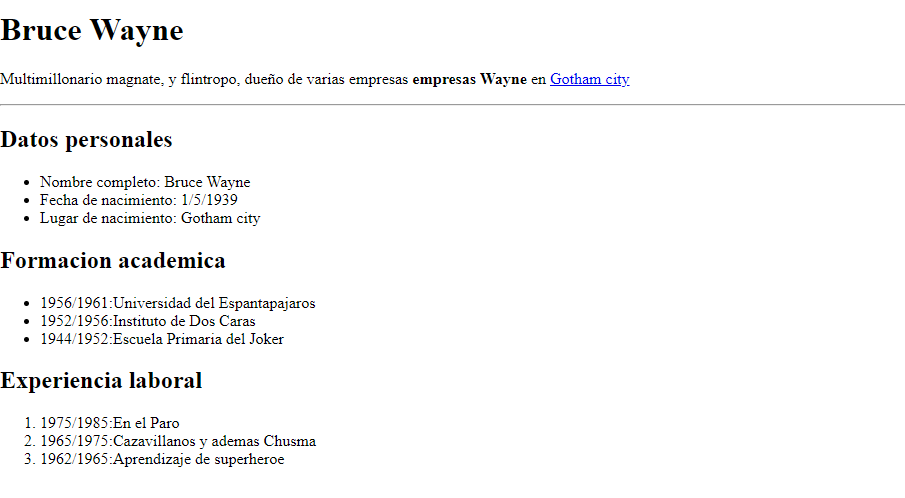 Bruce Wayne
Multimillonario magnate, y flintropo, dueño de varias empresas empresas Wayne en Gotham city
Datos personales
Nombre completo: Bruce Wayne
Fecha de nacimiento: 1/5/1939
Lugar de nacimiento: Gotham city
Formacion academica
1956/1961:Universidad del Espantapajaros
1952/1956:Instituto de Dos Caras
1944/1952:Escuela Primaria del Joker
Experiencia laboral
1. 1975/1985:En el Paro
2. 1965/1975:Cazavillanos y ademas Chusma
3. 1962/1965:Aprendizaje de superheroe